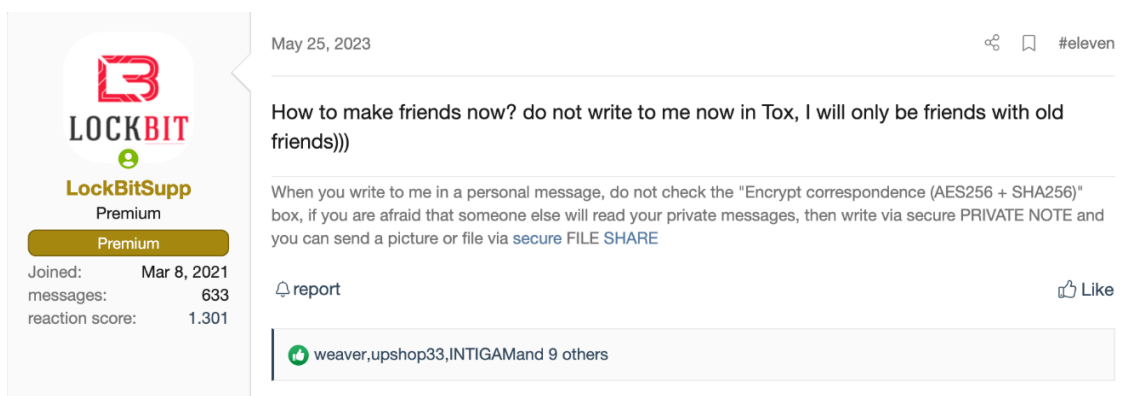 LOCKBIT
LockBitSupp
Premium
Premium
Joined: Mar 8, 2021
messages: 633
reaction score: 1.301
May 25, 2023
#eleven
How to make friends now? do not write to me now in Tox, I will only be friends with old
friends)))
When you write to me in a personal message, do not check the "Encrypt correspondence (AES256 + SHA256)"
box, if you are afraid that someone else will read your private messages, then write via secure PRIVATE NOTE and
you can send a picture or file via secure FILE SHARE
report
Like
weaver,upshop33,INTIGAMand 9 others